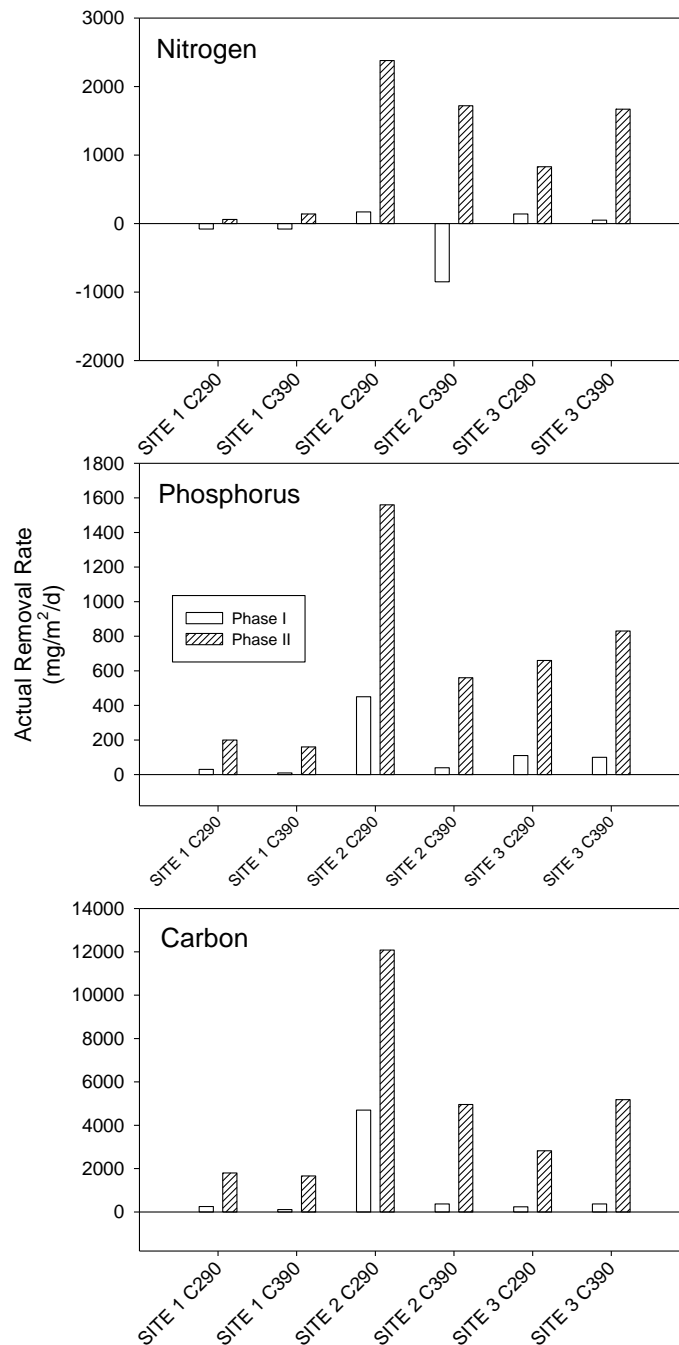 Nitrogen
3000
2000
1000
0
-1000
-2000
SITE 1 C290
SITE 1 C390
SITE 2 C290
SITE 2 C390
SITE 3 C290
SITE 3 C390
Actual Removal Rate
(mg/m²/d)
Phosphorus
1800
1600
1400
1200
1000
800
600
400
200
0
Phase I
Phase II
SITE 1 C290
SITE 1 C390
SITE 2 C290
SITE 2 C390
SITE 3 C290
SITE 3 C390
Carbon
14000
12000
10000
8000
6000
4000
2000
0
SITE 1 C290
SITE 1 C390
SITE 2 C290
SITE 2 C390
SITE 3 C290
SITE 3 C390